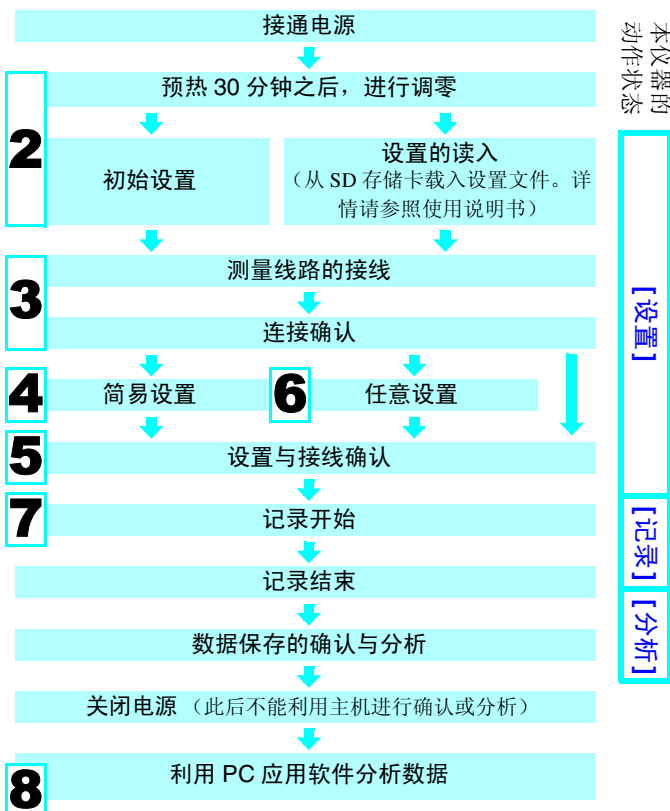 接通电源
本仪器的
动作状态
2
预热 30 分钟之后，进行调零
初始设置
设置的读入
（从 SD 存储卡载入设置文件。详
情请参照使用说明书）
3
测量线路的接线
连接确认
[设置]
4
简易设置
6
任意设置
5
设置与接线确认
7
记录开始
[记录]
记录结束
数据保存的确认与分析
[分析]
关闭电源（此后不能利用主机进行确认或分析）
8
利用 PC 应用软件分析数据